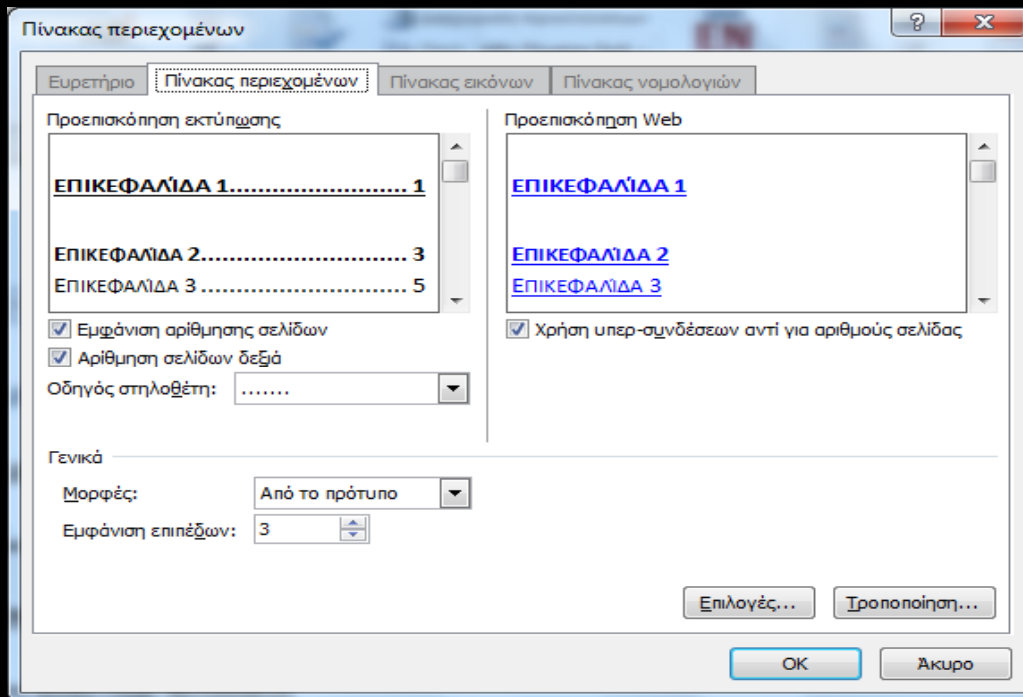 Πίνακας περιεχομένων
Ευρετήριο Πίνακας περιεχομένων Πίνακας εικόνων Πίνακας νομολογιών
Προεπισκόπηση εκτύπωσης
ΕΠΙΚΕΦΑΛΊΔΑ 1........................ 1
ΕΠΙΚΕΦΑΛΊΔΑ 2............................ 3
ΕΠΙΚΕΦΑΛΊΔΑ 3 ............................ 5
Εμφάνιση αρίθμησης σελίδων
Αρίθμηση σελίδων δεξιά
Οδηγός στηλοθέτη: .......
Προεπισκόπηση Web
ΕΠΙΚΕΦΑΛΊΔΑ 1
ΕΠΙΚΕΦΑΛΊΔΑ 2
ΕΠΙΚΕΦΑΛΊΔΑ 3
Χρήση υπερ-συνδέσεων αντί για αριθμούς σελίδας
Γενικά
Μορφές: Από το πρότυπο
Εμφάνιση επιπέδων: 3
Επιλογές... Τροποποίηση...
OK Άκυρο